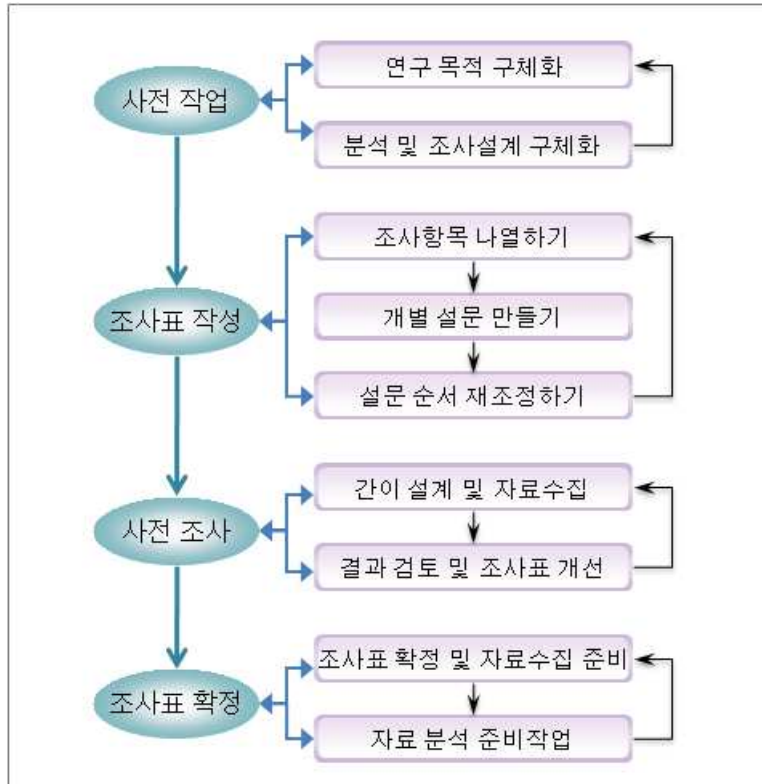 사전 작업
연구 목적 구체화
분석 및 조사설계 구체화
조사표 작성
조사항목 나열하기
개별 설문 만들기
설문 순서 재조정하기
사전 조사
간이 설계 및 자료수집
결과 검토 및 조사표 개선
조사표 확정
조사표 확정 및 자료수집 준비
자료 분석 준비작업